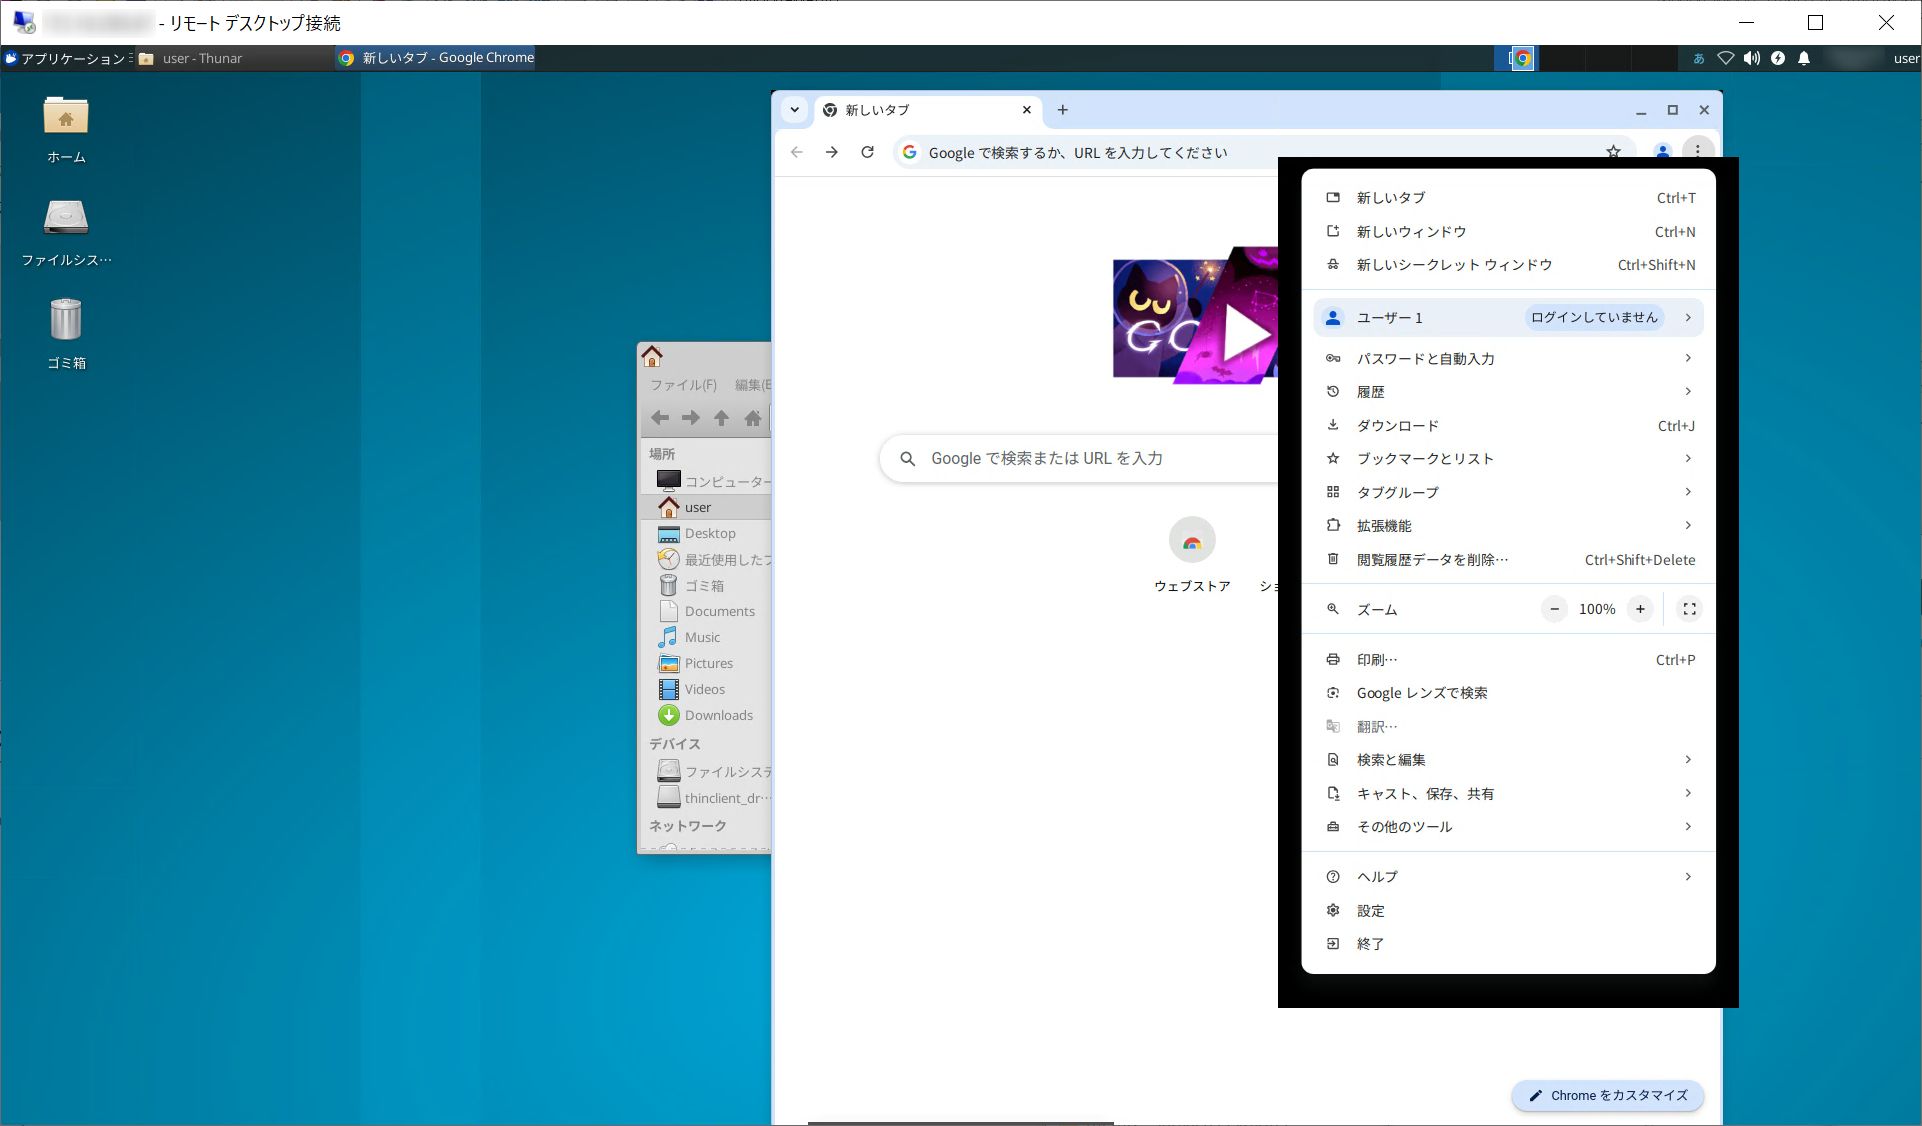 - リモート デスクトップ接続
アプリケーション
user - Thunar
新しいタブ - Google Chrome
あ
user
ホーム
ファイルシス…
ゴミ箱
ファイル(F) 編集(E
場所
コンピューター
user
Desktop
最近使用したフ
ゴミ箱
Documents
Music
Pictures
Videos
Downloads
デバイス
ファイルシステ
thinclient_dr…
ネットワーク
新しいタブ
Google で検索するか、URL を入力してください
GO
Google で検索または URL を入力
ウェブストア
ショ
新しいタブ Ctrl+T
新しいウィンドウ Ctrl+N
新しいシークレット ウィンドウ Ctrl+Shift+N
ユーザー 1 ログインしていません
パスワードと自動入力
履歴
ダウンロード Ctrl+J
ブックマークとリスト
タブグループ
拡張機能
閲覧履歴データを削除… Ctrl+Shift+Delete
ズーム − 100% +
印刷… Ctrl+P
Google レンズで検索
翻訳…
検索と編集
キャスト、保存、共有
その他のツール
ヘルプ
設定
終了
Chrome をカスタマイズ